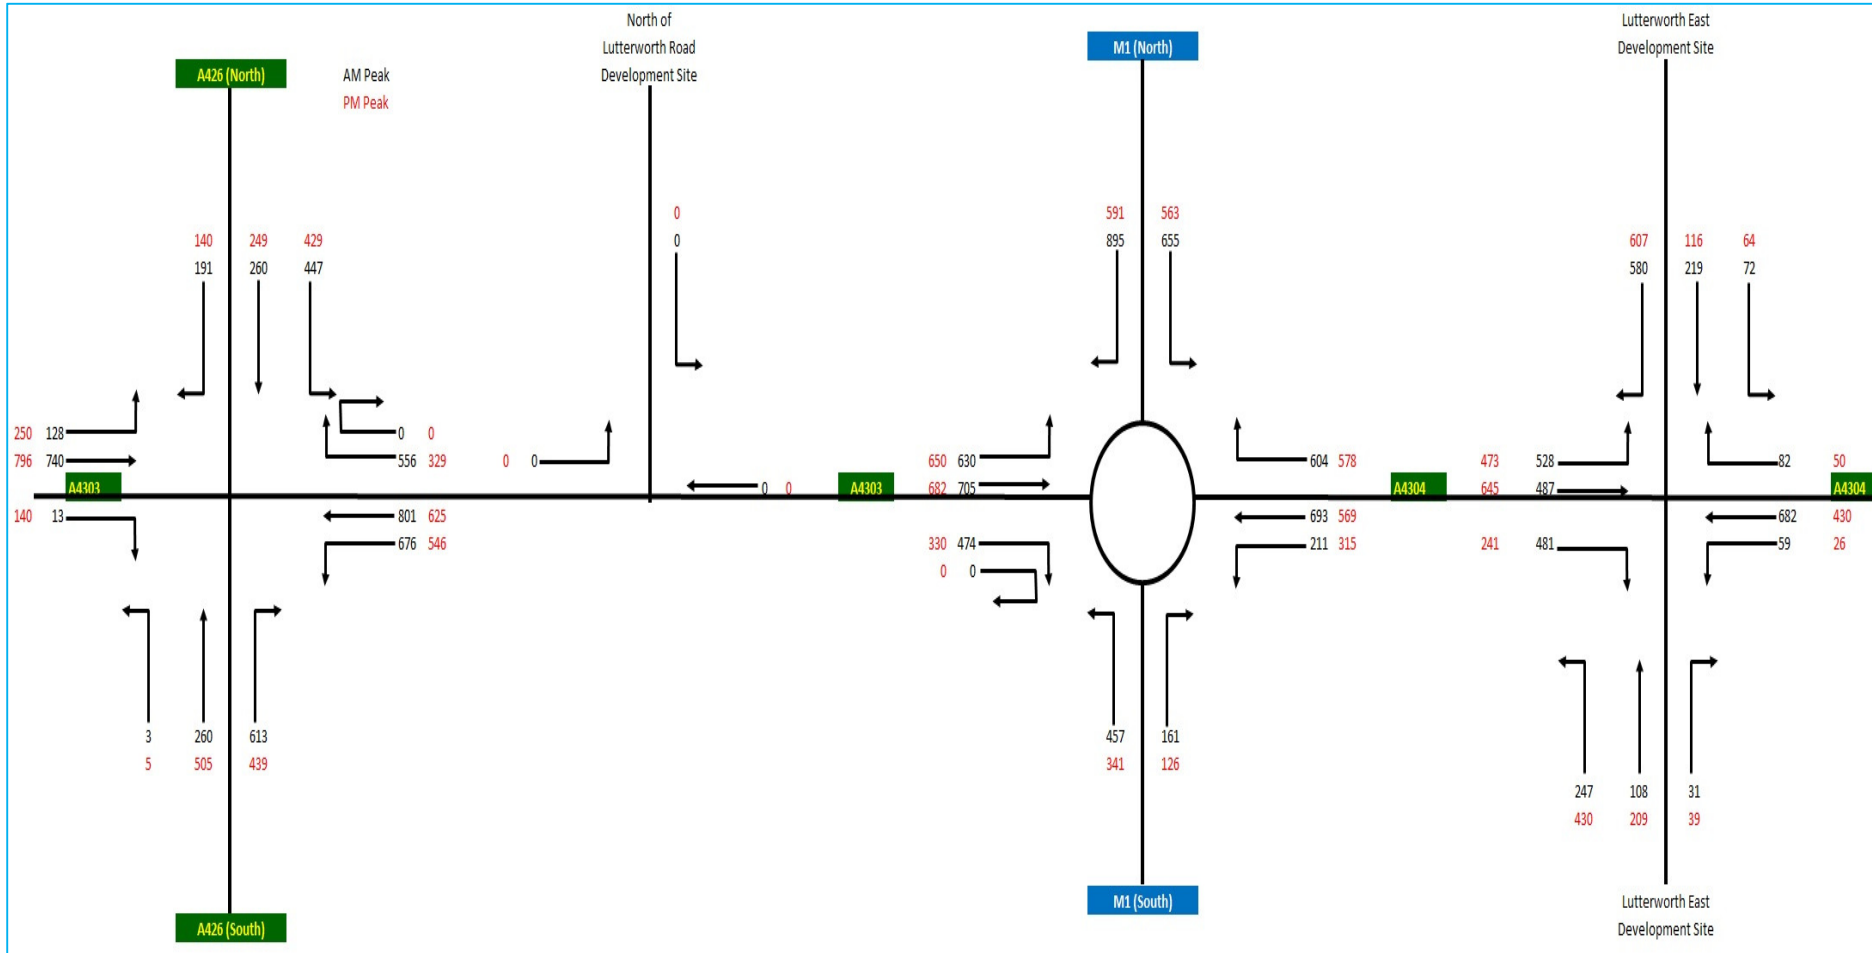 North of
Lutterworth Road
Development Site
Lutterworth East
Development Site
M1 (North)
A426 (North)
AM Peak
PM Peak
0
0
591 563
895 655
140 249 429
191 260 447
607 116 64
580 219 72
250 128
0 0
796 740
556 329
0 0
650 630
604 578
473 528
82 50
A4303
0 0
A4303
682 705
A4304
645 487
A4304
140 13
801 625
693 569
682 430
676 546
330 474
211 315
241 481
59 26
0 0
3 260 613
5 505 439
457 161
341 126
247 108 31
430 209 39
M1 (South)
A426 (South)
Lutterworth East
Development Site